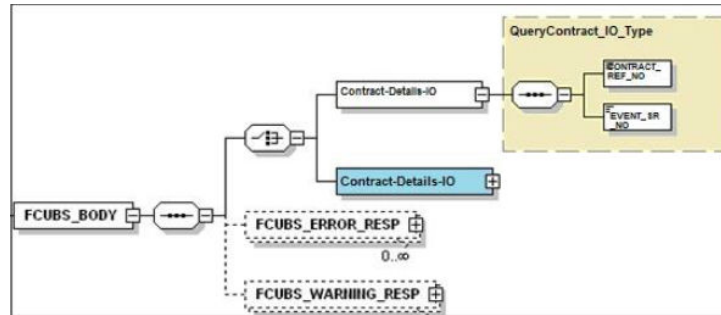 QueryContract_IO_Type
CONTRACT_
REF_NO
Contract-Details-IO
EVENT_SR
_NO
Contract-Details-IO
FCUBS_BODY
FCUBS_ERROR_RESP
0..∞
FCUBS_WARNING_RESP